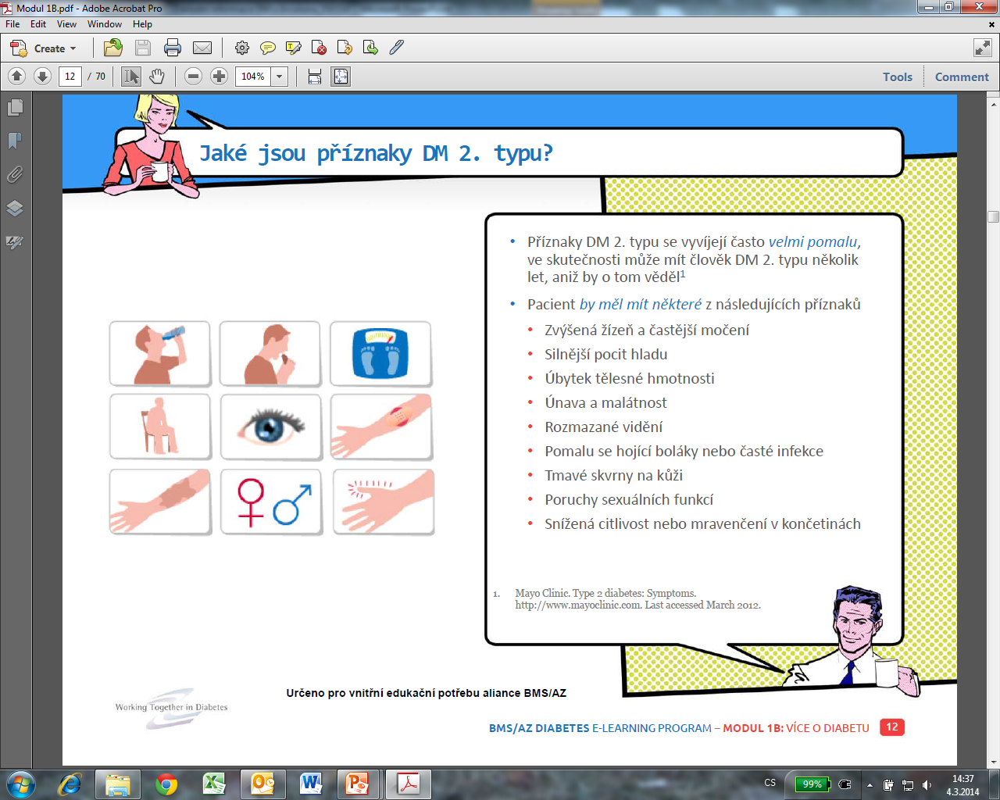 Modul 1B.pdf - Adobe Acrobat Pro
File Edit View Window Help
Create
12 / 70
104%
Tools Comment
Jaké jsou příznaky DM 2. typu?
• Příznaky DM 2. typu se vyvíjejí často velmi pomalu,
ve skutečnosti může mít člověk DM 2. typu několik
let, aniž by o tom věděl1
• Pacient by měl mít některé z následujících příznaků
• Zvýšená žízeň a častější močení
• Silnější pocit hladu
• Úbytek tělesné hmotnosti
• Únava a malátnost
• Rozmazané vidění
• Pomalu se hojící boláky nebo časté infekce
• Tmavé skvrny na kůži
• Poruchy sexuálních funkcí
• Snížená citlivost nebo mravenčení v končetinách
1. Mayo Clinic. Type 2 diabetes: Symptoms.
http://www.mayoclinic.com. Last accessed March 2012.
Určeno pro vnitřní edukační potřebu aliance BMS/AZ
Working Together in Diabetes
BMS/AZ DIABETES E-LEARNING PROGRAM – MODUL 1B: VÍCE O DIABETU 12
CS 99% 14:37
4.3.2014